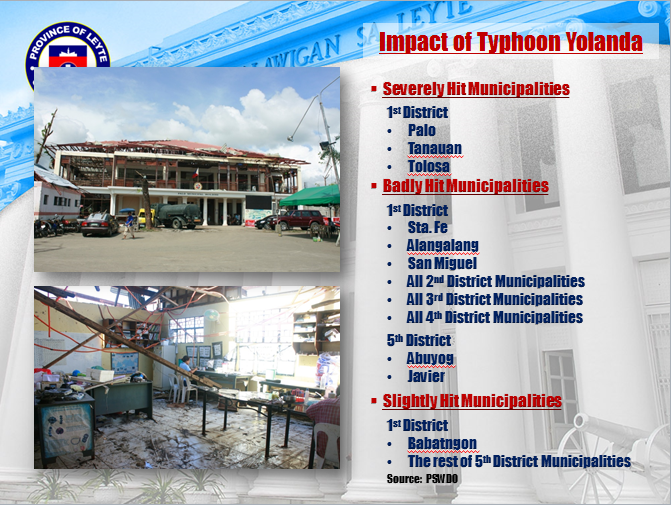 PROVINCE OF LEYTE
LAWIGAN SA LEYTE
Impact of Typhoon Yolanda
▪ Severely Hit Municipalities
1st District
• Palo
• Tanauan
• Tolosa
▪ Badly Hit Municipalities
1st District
• Sta. Fe
• Alangalang
• San Miguel
• All 2nd District Municipalities
• All 3rd District Municipalities
• All 4th District Municipalities
5th District
• Abuyog
• Javier
▪ Slightly Hit Municipalities
1st District
• Babatngon
• The rest of 5th District Municipalities
Source: PSWDO